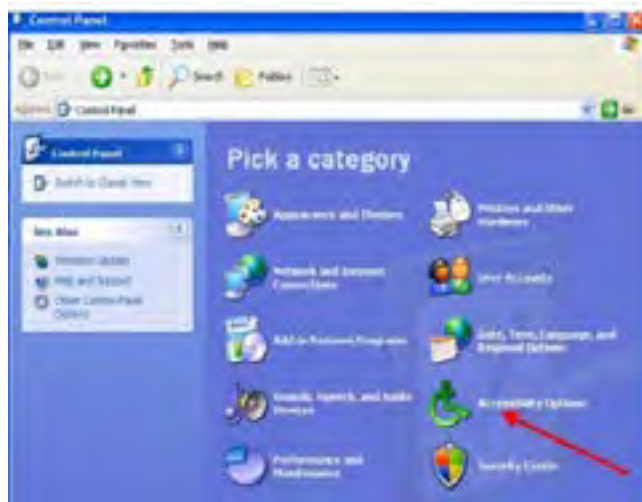 Control Panel
File Edit View Favorites Tools Help
Search Folders
Address Control Panel
Control Panel
Switch to Classic View
See Also
Windows Update
Help and Support
Other Control Panel
Options
Pick a category
Appearance and Themes
Printers and Other
Hardware
Network and Internet
Connections
User Accounts
Add or Remove Programs
Date, Time, Language, and
Regional Options
Sounds, Speech, and Audio
Devices
Accessibility Options
Performance and
Maintenance
Security Center